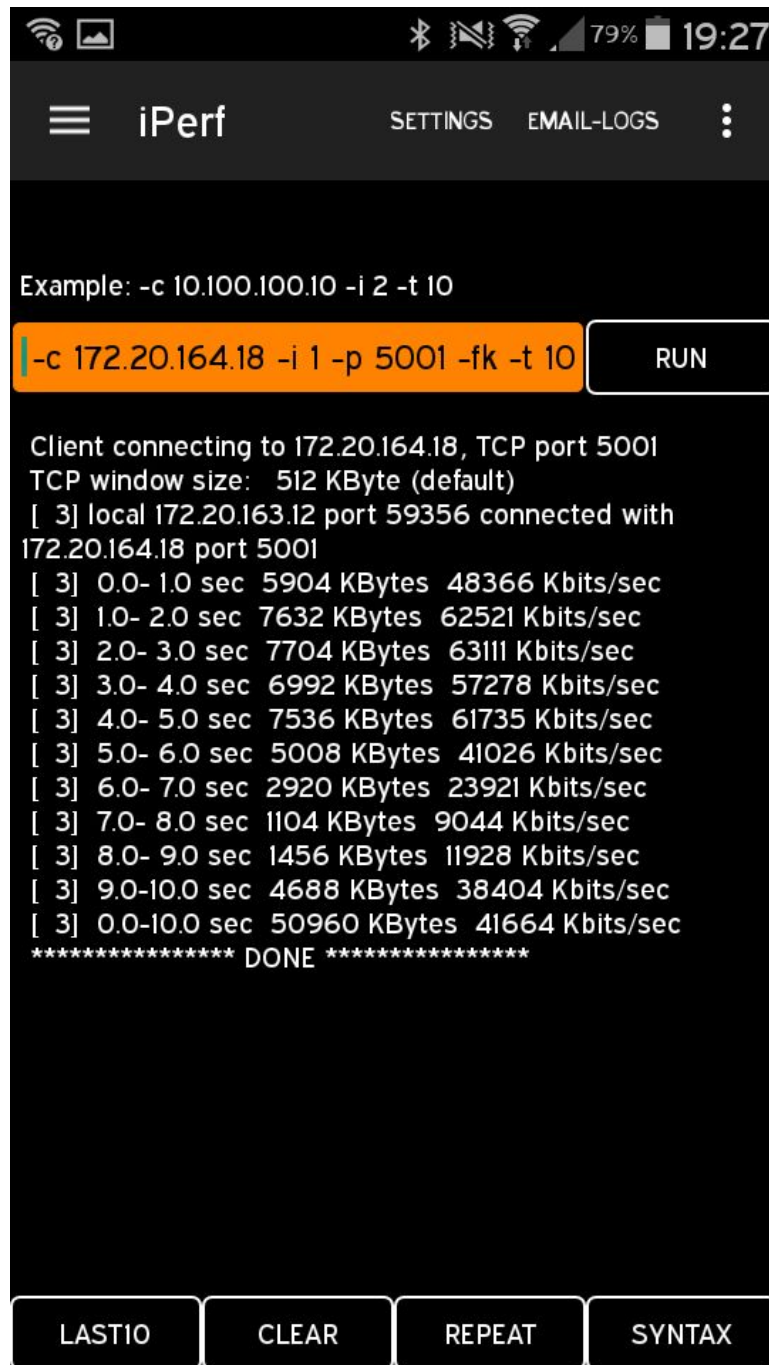 79% 19:27
iPerf SETTINGS EMAIL-LOGS
Example: -c 10.100.100.10 -i 2 -t 10
-c 172.20.164.18 -i 1 -p 5001 -fk -t 10 RUN
Client connecting to 172.20.164.18, TCP port 5001
TCP window size: 512 KByte (default)
[ 3] local 172.20.163.12 port 59356 connected with
172.20.164.18 port 5001
[ 3] 0.0- 1.0 sec 5904 KBytes 48366 Kbits/sec
[ 3] 1.0- 2.0 sec 7632 KBytes 62521 Kbits/sec
[ 3] 2.0- 3.0 sec 7704 KBytes 63111 Kbits/sec
[ 3] 3.0- 4.0 sec 6992 KBytes 57278 Kbits/sec
[ 3] 4.0- 5.0 sec 7536 KBytes 61735 Kbits/sec
[ 3] 5.0- 6.0 sec 5008 KBytes 41026 Kbits/sec
[ 3] 6.0- 7.0 sec 2920 KBytes 23921 Kbits/sec
[ 3] 7.0- 8.0 sec 1104 KBytes 9044 Kbits/sec
[ 3] 8.0- 9.0 sec 1456 KBytes 11928 Kbits/sec
[ 3] 9.0-10.0 sec 4688 KBytes 38404 Kbits/sec
[ 3] 0.0-10.0 sec 50960 KBytes 41664 Kbits/sec
**************** DONE ****************
LAST10 CLEAR REPEAT SYNTAX